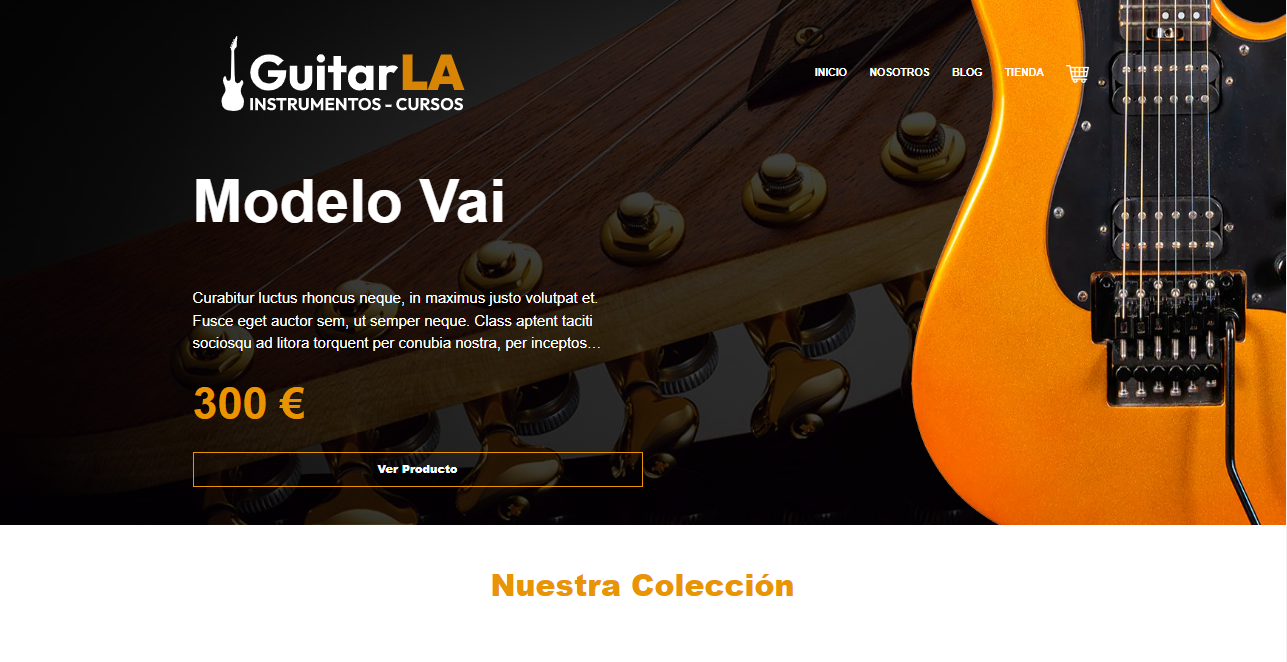 GuitarLA
INSTRUMENTOS - CURSOS
INICIO NOSOTROS BLOG TIENDA
Modelo Vai
Curabitur luctus rhoncus neque, in maximus justo volutpat et.
Fusce eget auctor sem, ut semper neque. Class aptent taciti
sociosqu ad litora torquent per conubia nostra, per inceptos...
300 €
Ver Producto
Nuestra Colección